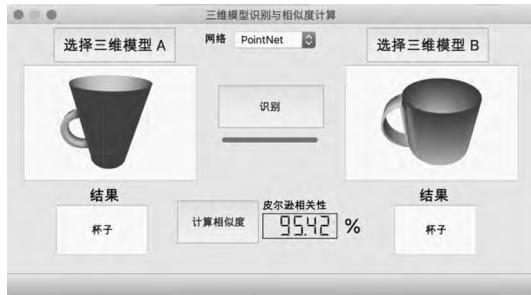 三维模型识别与相似度计算
选择三维模型 A
网络 PointNet
选择三维模型 B
识别
结果
结果
皮尔逊相关性
杯子
计算相似度
95.42 %
杯子